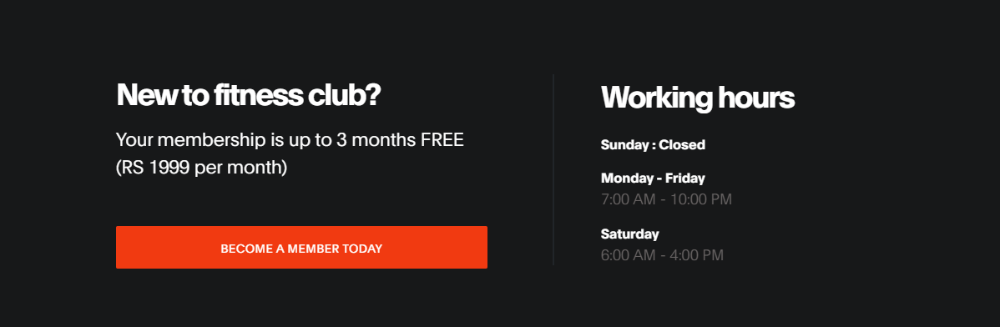 New to fitness club?
Your membership is up to 3 months FREE
(RS 1999 per month)
BECOME A MEMBER TODAY
Working hours
Sunday : Closed
Monday - Friday
7:00 AM - 10:00 PM
Saturday
6:00 AM - 4:00 PM